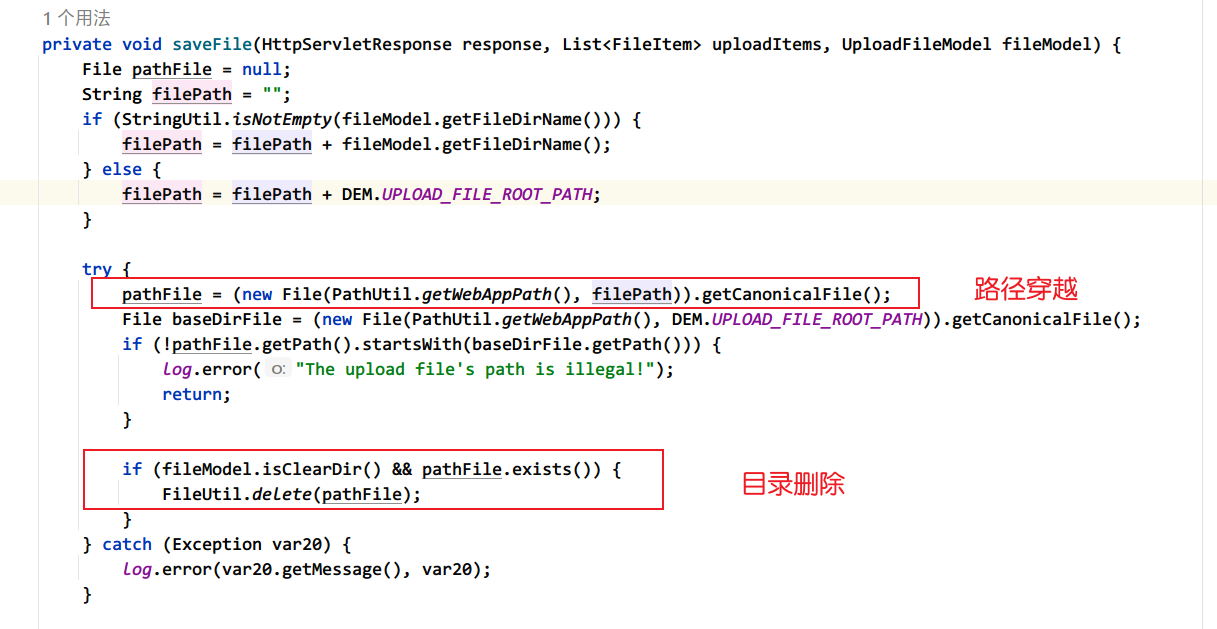 1 个用法
private void saveFile(HttpServletResponse response, List<FileItem> uploadItems, UploadFileModel fileModel) {
    File pathFile = null;
    String filePath = "";
    if (StringUtil.isNotEmpty(fileModel.getFileDirName())) {
        filePath = filePath + fileModel.getFileDirName();
    } else {
        filePath = filePath + DEM.UPLOAD_FILE_ROOT_PATH;
    }
    try {
        pathFile = (new File(PathUtil.getWebAppPath(), filePath)).getCanonicalFile(); 路径穿越
        File baseDirFile = (new File(PathUtil.getWebAppPath(), DEM.UPLOAD_FILE_ROOT_PATH)).getCanonicalFile();
        if (!pathFile.getPath().startsWith(baseDirFile.getPath())) {
            log.error( o: "The upload file's path is illegal!");
            return;
        }
        if (fileModel.isClearDir() && pathFile.exists()) { 目录删除
            FileUtil.delete(pathFile);
        }
    } catch (Exception var20) {
        log.error(var20.getMessage(), var20);
    }